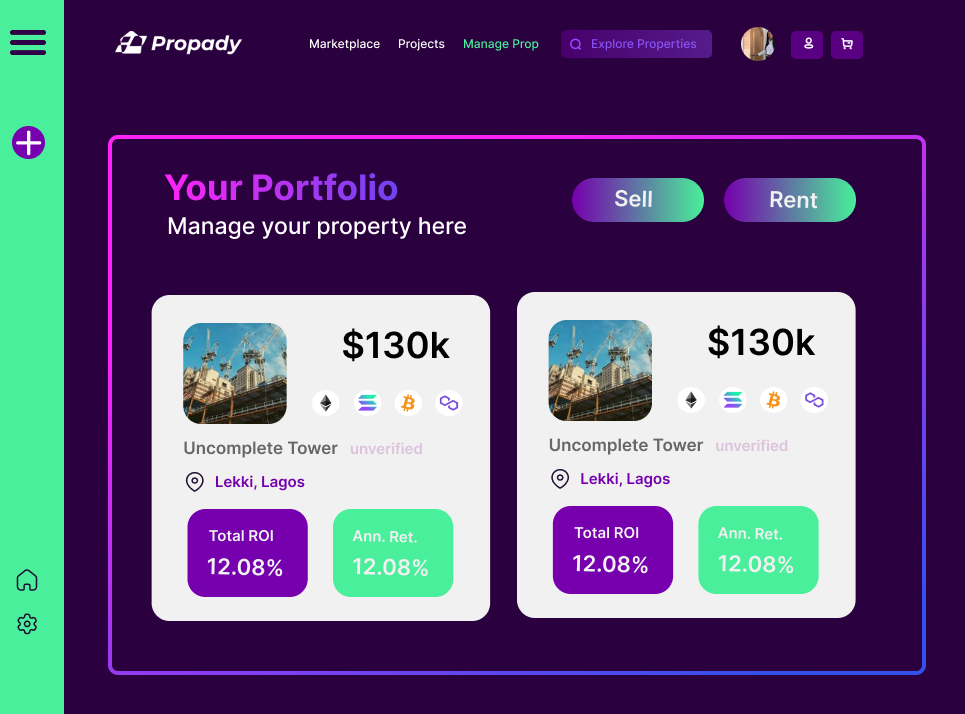 Propady
Marketplace Projects Manage Prop Explore Properties
Your Portfolio
Manage your property here
Sell Rent
$130k
Uncomplete Tower unverified
Lekki, Lagos
Total ROI
12.08%
Ann. Ret.
12.08%
$130k
Uncomplete Tower unverified
Lekki, Lagos
Total ROI
12.08%
Ann. Ret.
12.08%